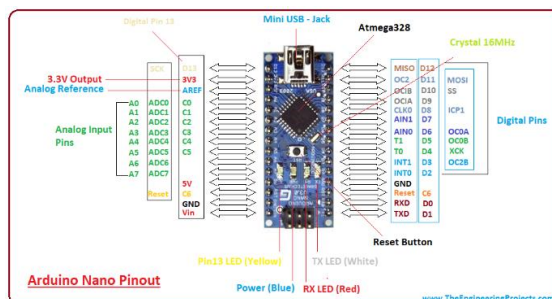 Digital Pin 13
Mini USB - Jack
Atmega328
Crystal 16MHz
SCK D13
3.3V Output 3V3
Analog Reference AREF
Analog Input
Pins
A0 ADC0 C0
A1 ADC1 C1
A2 ADC2 C2
A3 ADC3 C3
A4 ADC4 C4
A5 ADC5 C5
A6 ADC6
A7 ADC7
5V
Reset C6
GND
Vin
MISO D12
OC2 D11 MOSI
OCIB D10 SS
OCIA D9
CLK0 D8 ICP1
AIN1 D7
AIN0 D6 OC0A
T1 D5 OC0B
T0 D4 XCK
INT1 D3 OC2B
INT0 D2
GND
Reset C6
RXD D0
TXD D1
Digital Pins
Reset Button
Pin13 LED (Yellow)
TX LED (White)
Power (Blue)
RX LED (Red)
Arduino Nano Pinout
www.TheEngineeringProjects.com